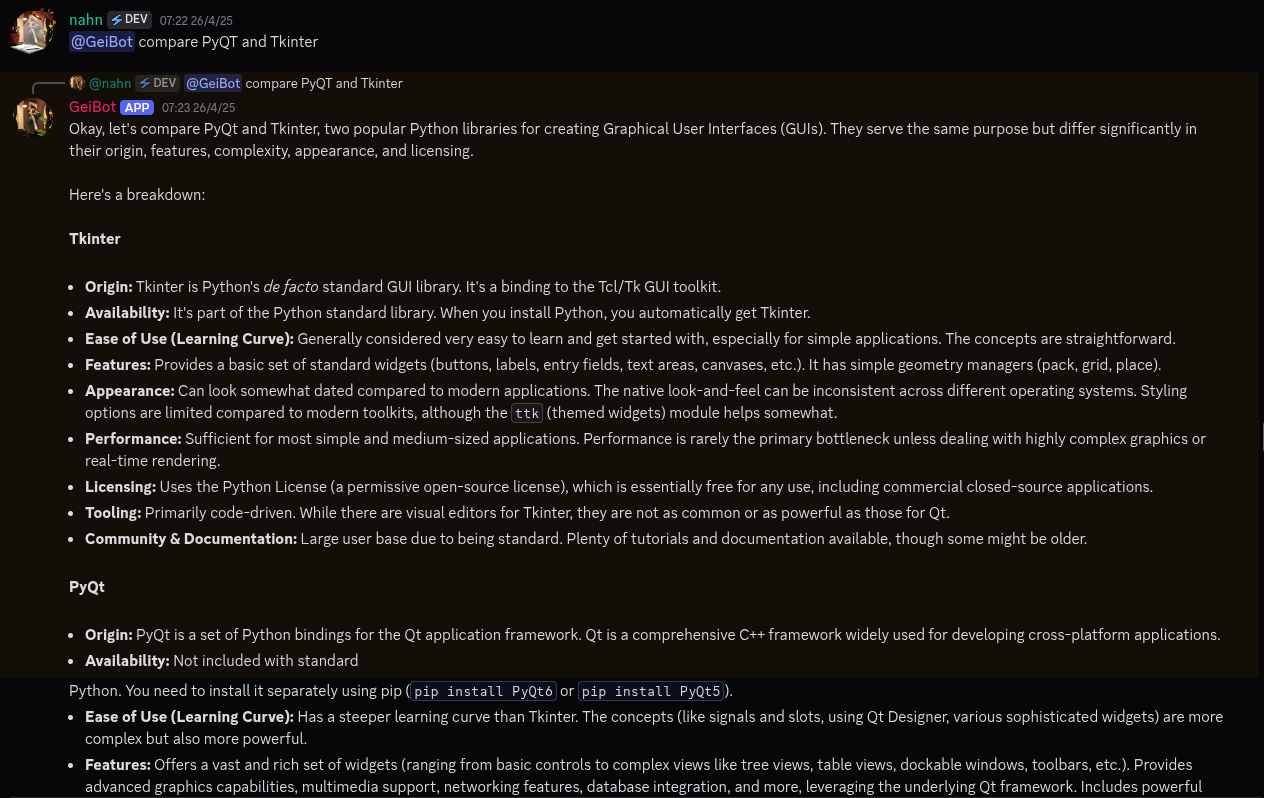 nahn DEV 07:22 26/4/25
@GeiBot compare PyQT and Tkinter
@nahn DEV @GeiBot compare PyQT and Tkinter
GeiBot APP 07:23 26/4/25
Okay, let's compare PyQt and Tkinter, two popular Python libraries for creating Graphical User Interfaces (GUIs). They serve the same purpose but differ significantly in
their origin, features, complexity, appearance, and licensing.
Here's a breakdown:
Tkinter
• Origin: Tkinter is Python's de facto standard GUI library. It's a binding to the Tcl/Tk GUI toolkit.
• Availability: It's part of the Python standard library. When you install Python, you automatically get Tkinter.
• Ease of Use (Learning Curve): Generally considered very easy to learn and get started with, especially for simple applications. The concepts are straightforward.
• Features: Provides a basic set of standard widgets (buttons, labels, entry fields, text areas, canvases, etc.). It has simple geometry managers (pack, grid, place).
• Appearance: Can look somewhat dated compared to modern applications. The native look-and-feel can be inconsistent across different operating systems. Styling
options are limited compared to modern toolkits, although the ttk (themed widgets) module helps somewhat.
• Performance: Sufficient for most simple and medium-sized applications. Performance is rarely the primary bottleneck unless dealing with highly complex graphics or
real-time rendering.
• Licensing: Uses the Python License (a permissive open-source license), which is essentially free for any use, including commercial closed-source applications.
• Tooling: Primarily code-driven. While there are visual editors for Tkinter, they are not as common or as powerful as those for Qt.
• Community & Documentation: Large user base due to being standard. Plenty of tutorials and documentation available, though some might be older.
PyQt
• Origin: PyQt is a set of Python bindings for the Qt application framework. Qt is a comprehensive C++ framework widely used for developing cross-platform applications.
• Availability: Not included with standard
Python. You need to install it separately using pip (pip install PyQt6 or pip install PyQt5).
• Ease of Use (Learning Curve): Has a steeper learning curve than Tkinter. The concepts (like signals and slots, using Qt Designer, various sophisticated widgets) are more
complex but also more powerful.
• Features: Offers a vast and rich set of widgets (ranging from basic controls to complex views like tree views, table views, dockable windows, toolbars, etc.). Provides
advanced graphics capabilities, multimedia support, networking features, database integration, and more, leveraging the underlying Qt framework. Includes powerful